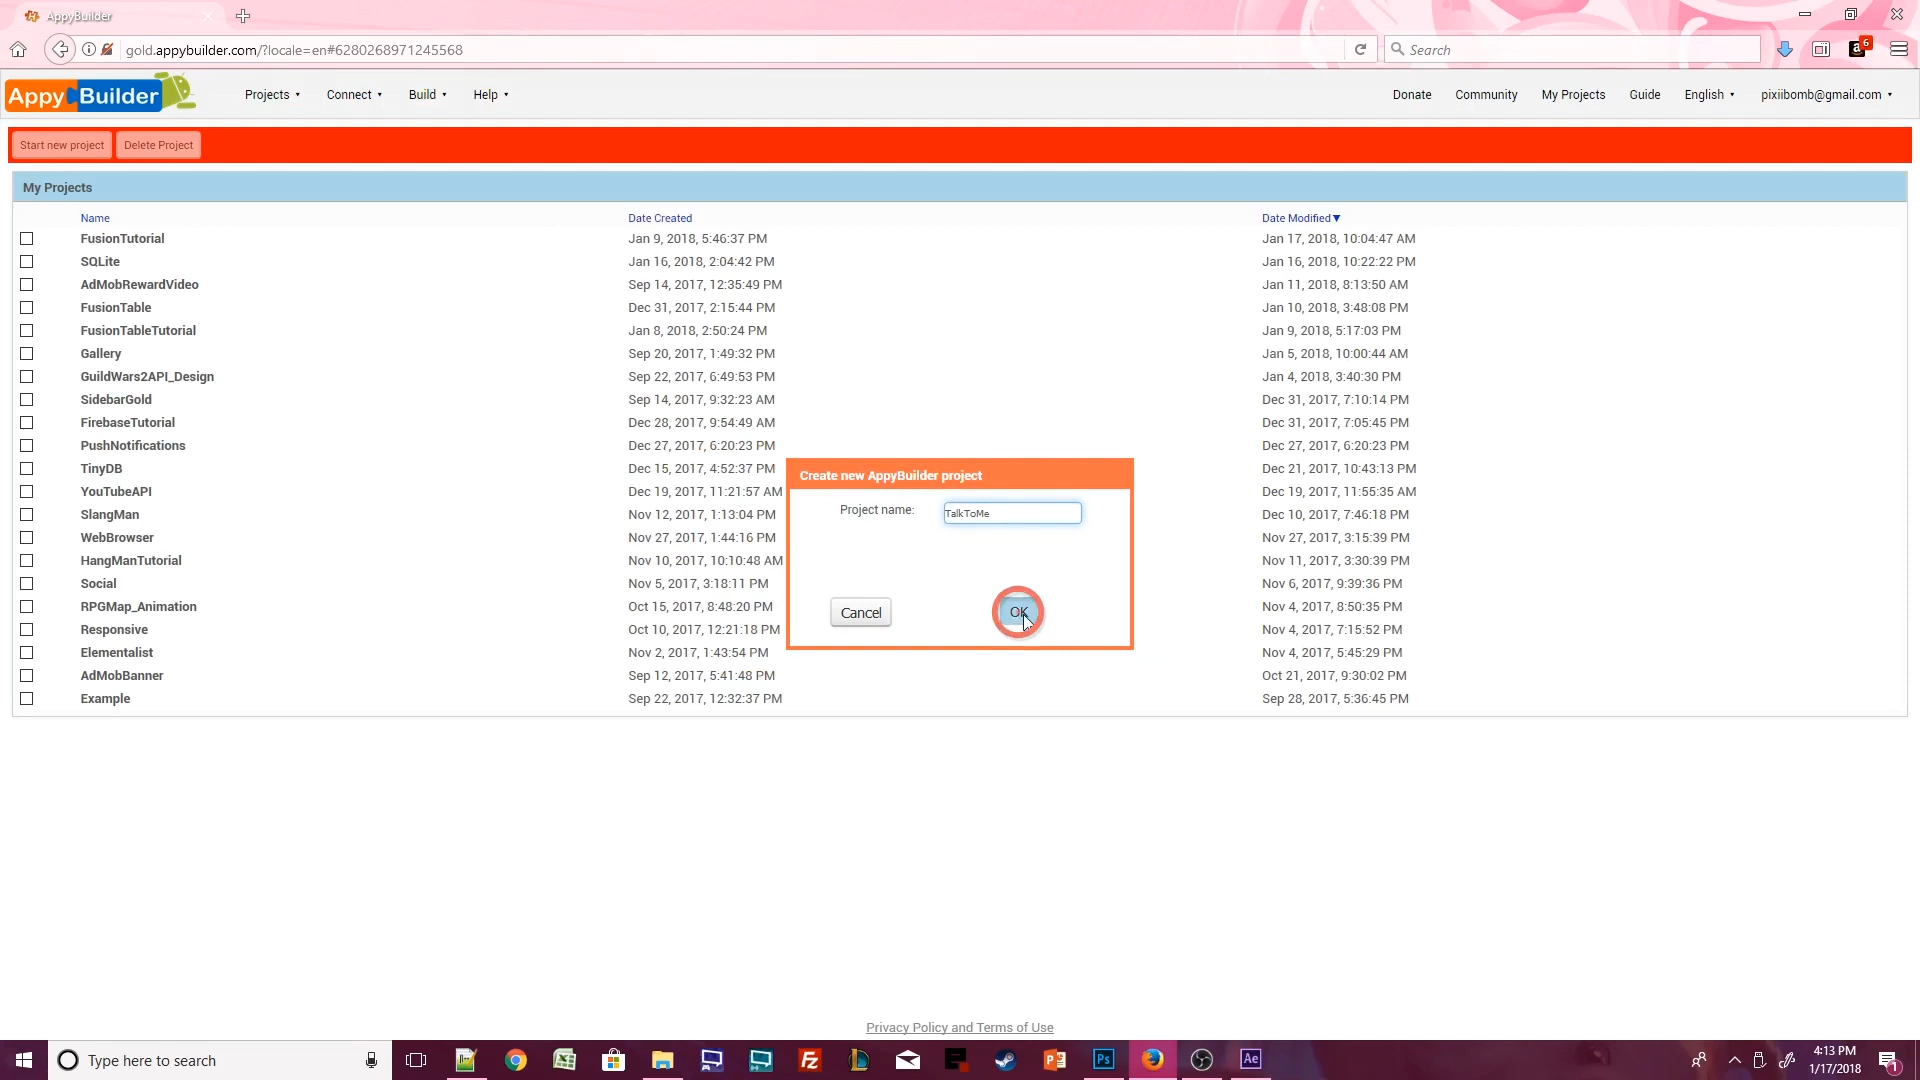 AppyBuilder
gold.appybuilder.com/?locale=en#6280268971245568
Search
6
Appy Builder
Projects Connect Build Help
Donate Community My Projects Guide English pixiibomb@gmail.com
Start new project Delete Project
My Projects
Name Date Created Date Modified
FusionTutorial Jan 9, 2018, 5:46:37 PM Jan 17, 2018, 10:04:47 AM
SQLite Jan 16, 2018, 2:04:42 PM Jan 16, 2018, 10:22:22 PM
AdMobRewardVideo Sep 14, 2017, 12:35:49 PM Jan 11, 2018, 8:13:50 AM
FusionTable Dec 31, 2017, 2:15:44 PM Jan 10, 2018, 3:48:08 PM
FusionTableTutorial Jan 8, 2018, 2:50:24 PM Jan 9, 2018, 5:17:03 PM
Gallery Sep 20, 2017, 1:49:32 PM Jan 5, 2018, 10:00:44 AM
GuildWars2API_Design Sep 22, 2017, 6:49:53 PM Jan 4, 2018, 3:40:30 PM
SidebarGold Sep 14, 2017, 9:32:23 AM Dec 31, 2017, 7:10:14 PM
FirebaseTutorial Dec 28, 2017, 9:54:49 AM Dec 31, 2017, 7:05:45 PM
PushNotifications Dec 27, 2017, 6:20:23 PM Dec 27, 2017, 6:20:23 PM
TinyDB Dec 15, 2017, 4:52:37 PM Dec 21, 2017, 10:43:13 PM
YouTubeAPI Dec 19, 2017, 11:21:57 AM Dec 19, 2017, 11:55:35 AM
SlangMan Nov 12, 2017, 1:13:04 PM Dec 10, 2017, 7:46:18 PM
WebBrowser Nov 27, 2017, 1:44:16 PM Nov 27, 2017, 3:15:39 PM
HangManTutorial Nov 10, 2017, 10:10:48 AM Nov 11, 2017, 3:30:39 PM
Social Nov 5, 2017, 3:18:11 PM Nov 6, 2017, 9:39:36 PM
RPGMap_Animation Oct 15, 2017, 8:48:20 PM Nov 4, 2017, 8:50:35 PM
Responsive Oct 10, 2017, 12:21:18 PM Nov 4, 2017, 7:15:52 PM
Elementalist Nov 2, 2017, 1:43:54 PM Nov 4, 2017, 5:45:29 PM
AdMobBanner Sep 12, 2017, 5:41:48 PM Oct 21, 2017, 9:30:02 PM
Example Sep 22, 2017, 12:32:37 PM Sep 28, 2017, 5:36:45 PM
Create new AppyBuilder project
Project name: TalkToMe
Cancel OK
Privacy Policy and Terms of Use
Type here to search
Fz
Ps
Ae
4:13 PM
1/17/2018
1